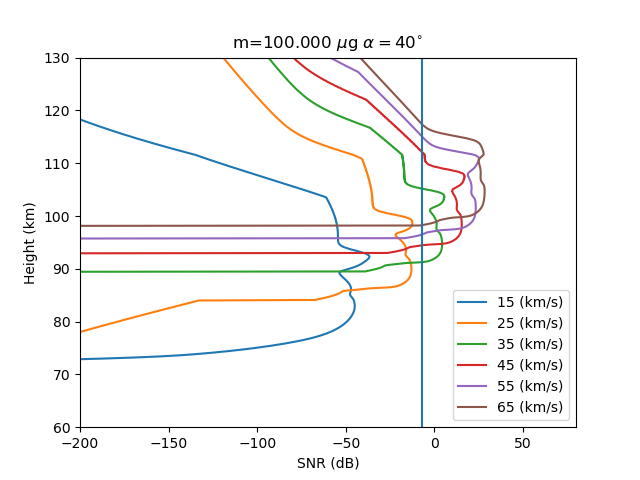 m=100.000 μg α = 40°
130
120
110
100
90
80
70
60
Height (km)
−200
−150
−100
−50
0
50
SNR (dB)
15 (km/s)
25 (km/s)
35 (km/s)
45 (km/s)
55 (km/s)
65 (km/s)